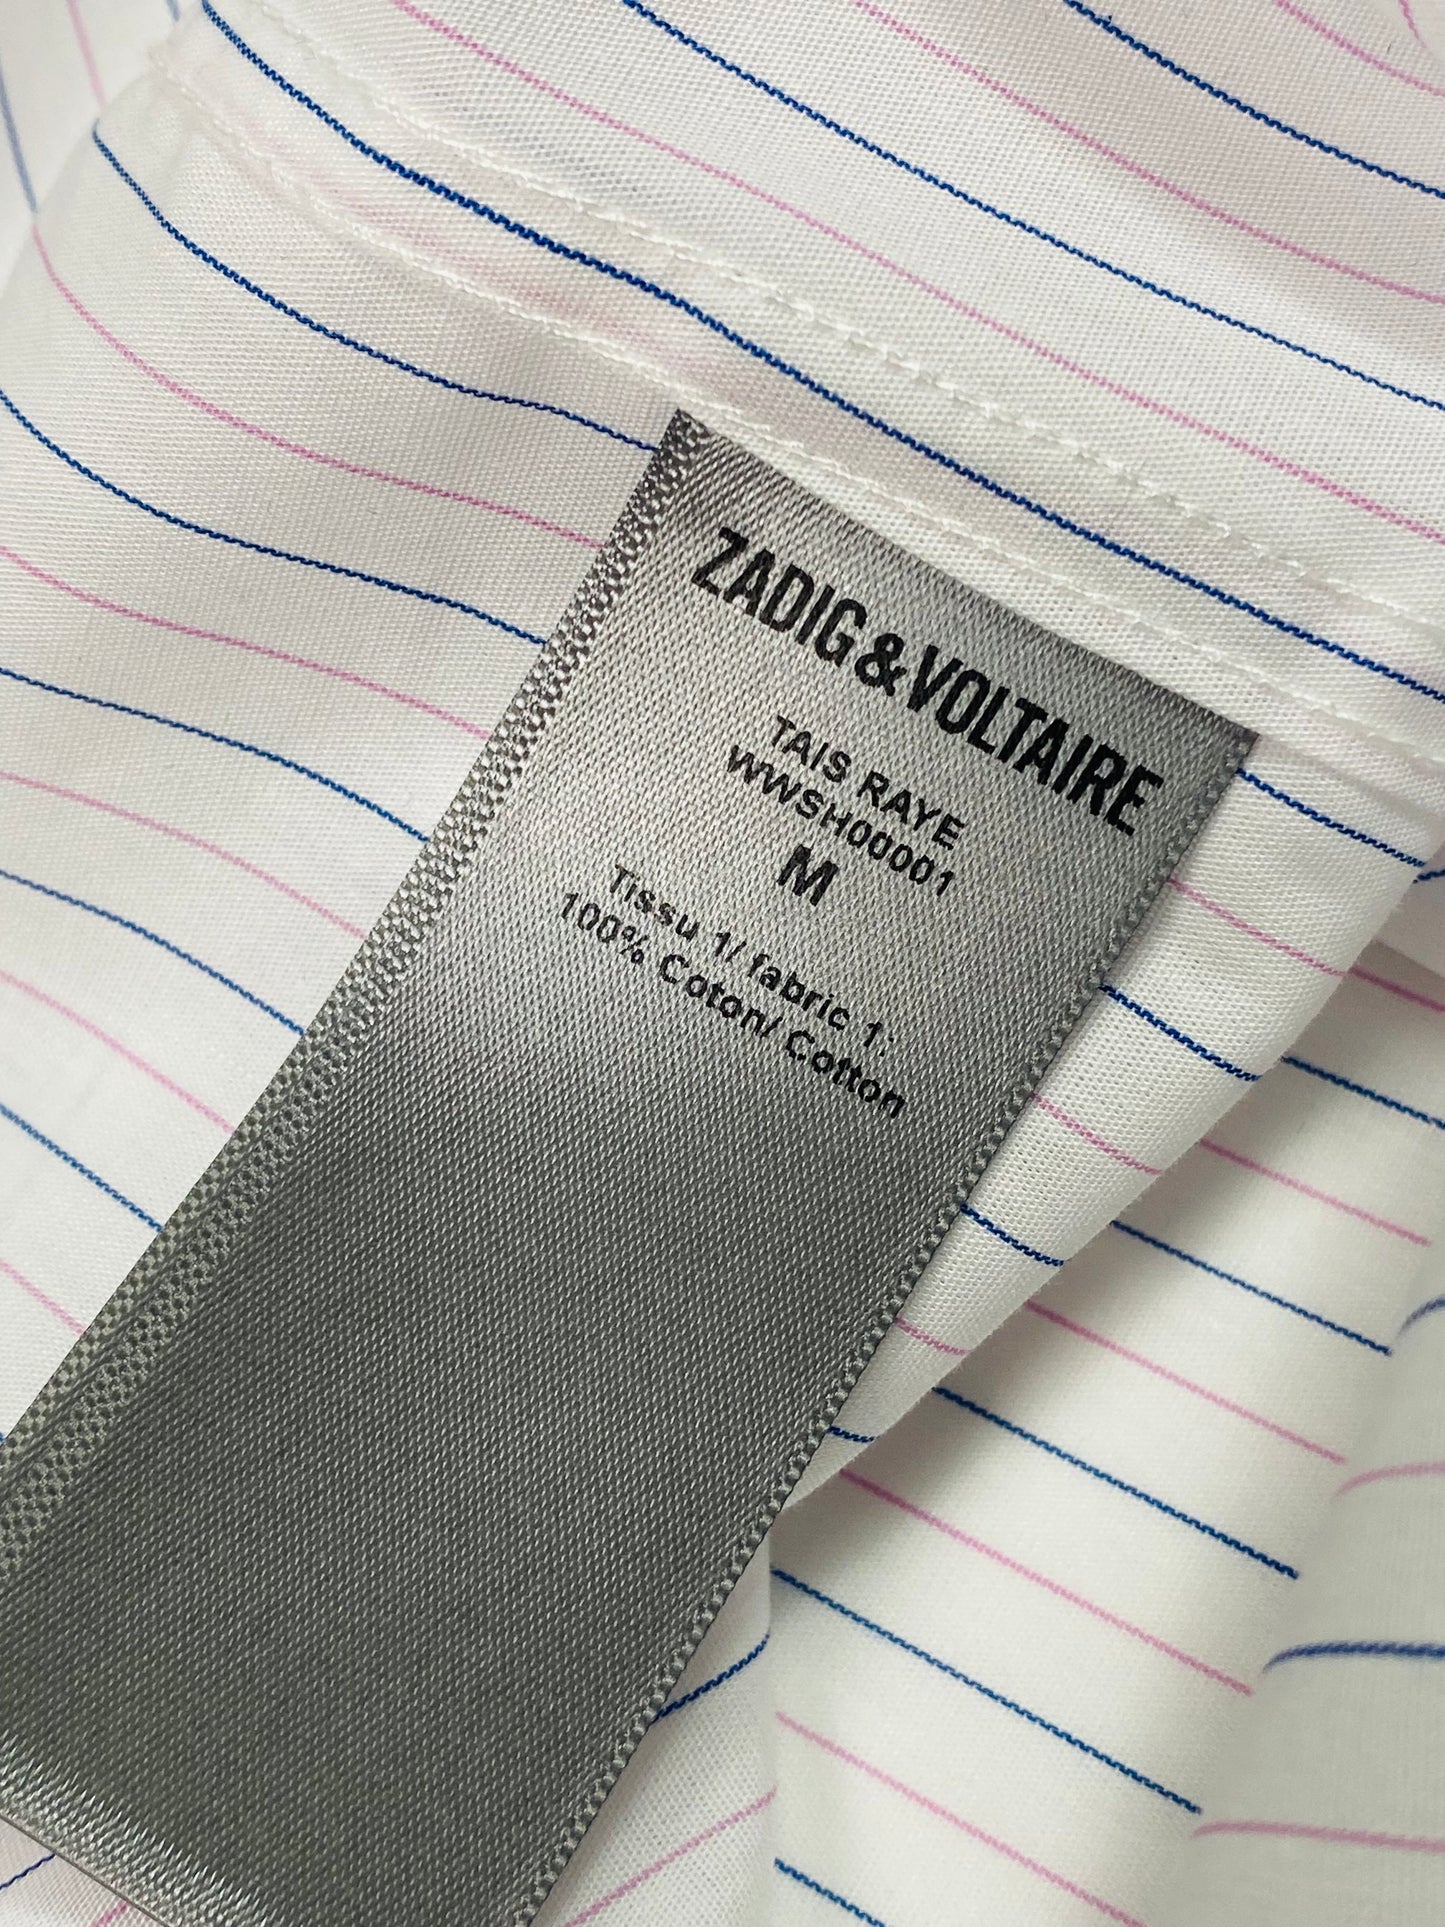 ZADIG&VOLTAIRE
TAIS RAYE
WWSH00001
M
Tissu 1/ fabric 1:
100% Coton/ Cotton